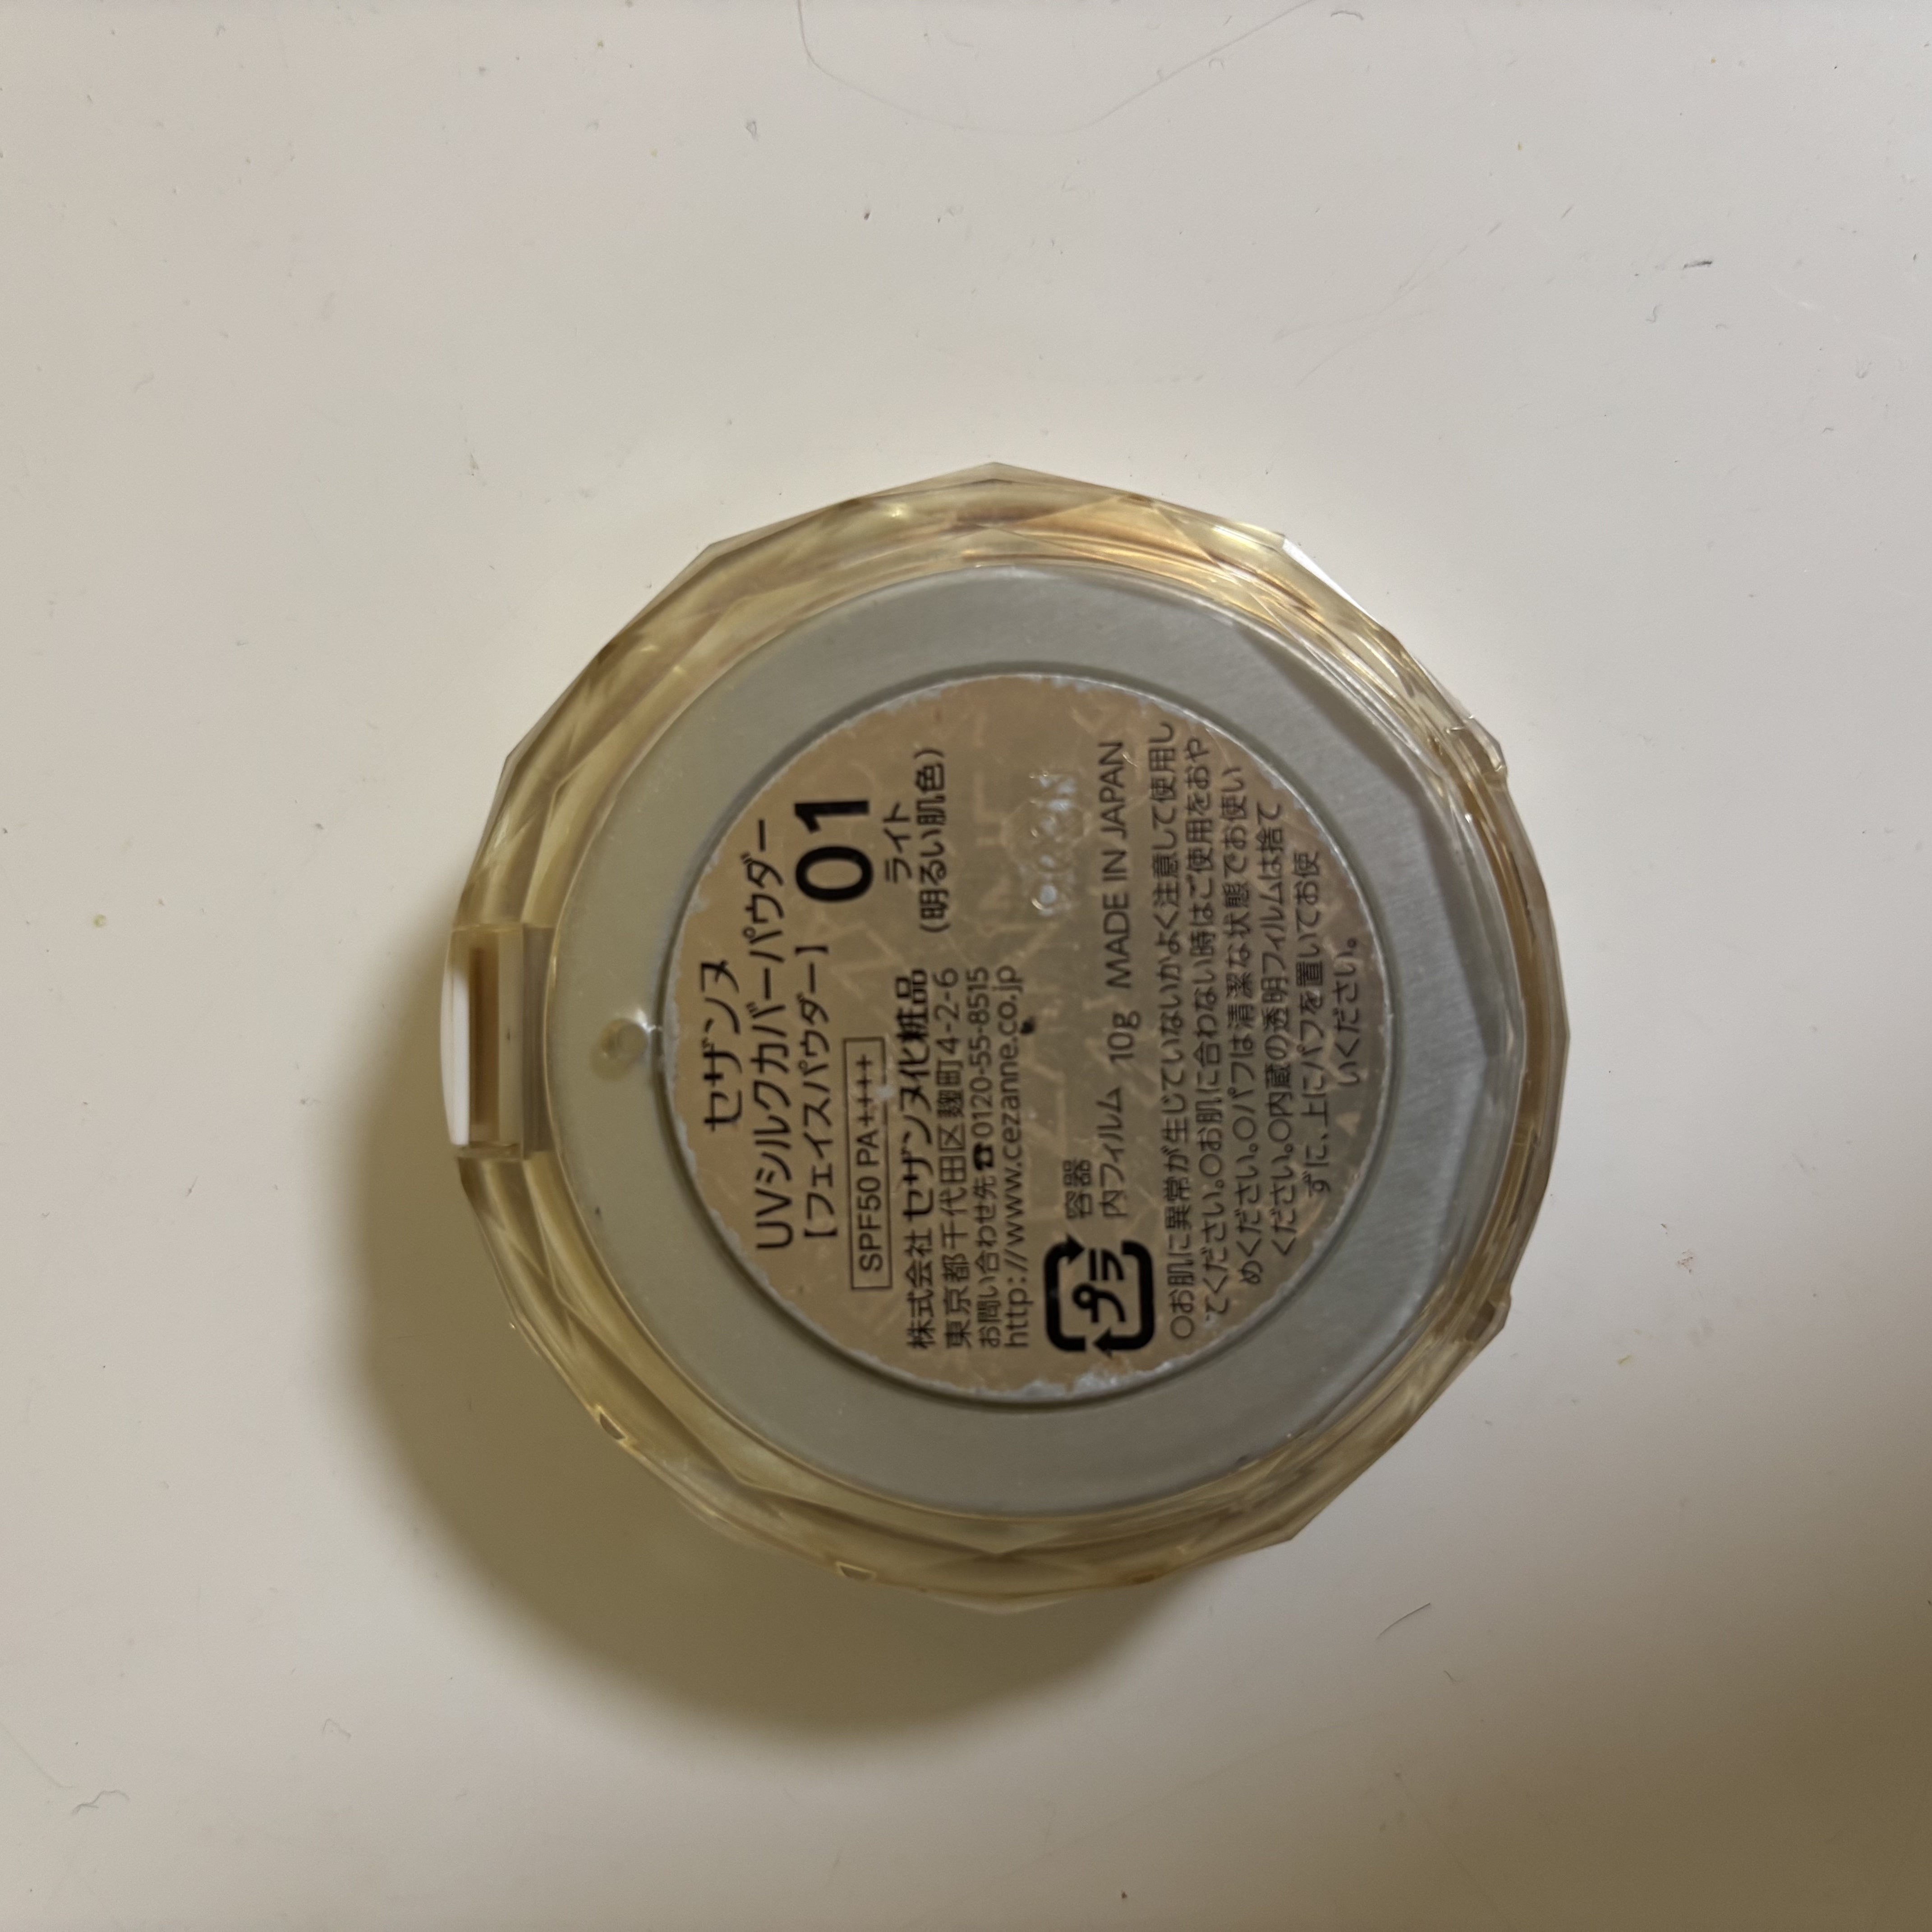 セザンヌ
UVシルクカバーパウダー
【フェイスパウダー】
01
SPF50 PA++++
ライト
(明るい肌色)
株式会社 セザンヌ化粧品
東京都千代田区麹町4-2-6
お問い合わせ先☎0120-55-8515
http://www.cezanne.co.jp
プラ
容器
内フィルム 10g MADE IN JAPAN
○お肌に異常が生じていないかよく注意して使用し
てください。○お肌に合わない時はご使用をおや
めください。○パフは清潔な状態でお使い
ください。○内蔵の透明フィルムは捨て
ずに、上にパフを置いてお使
いください。